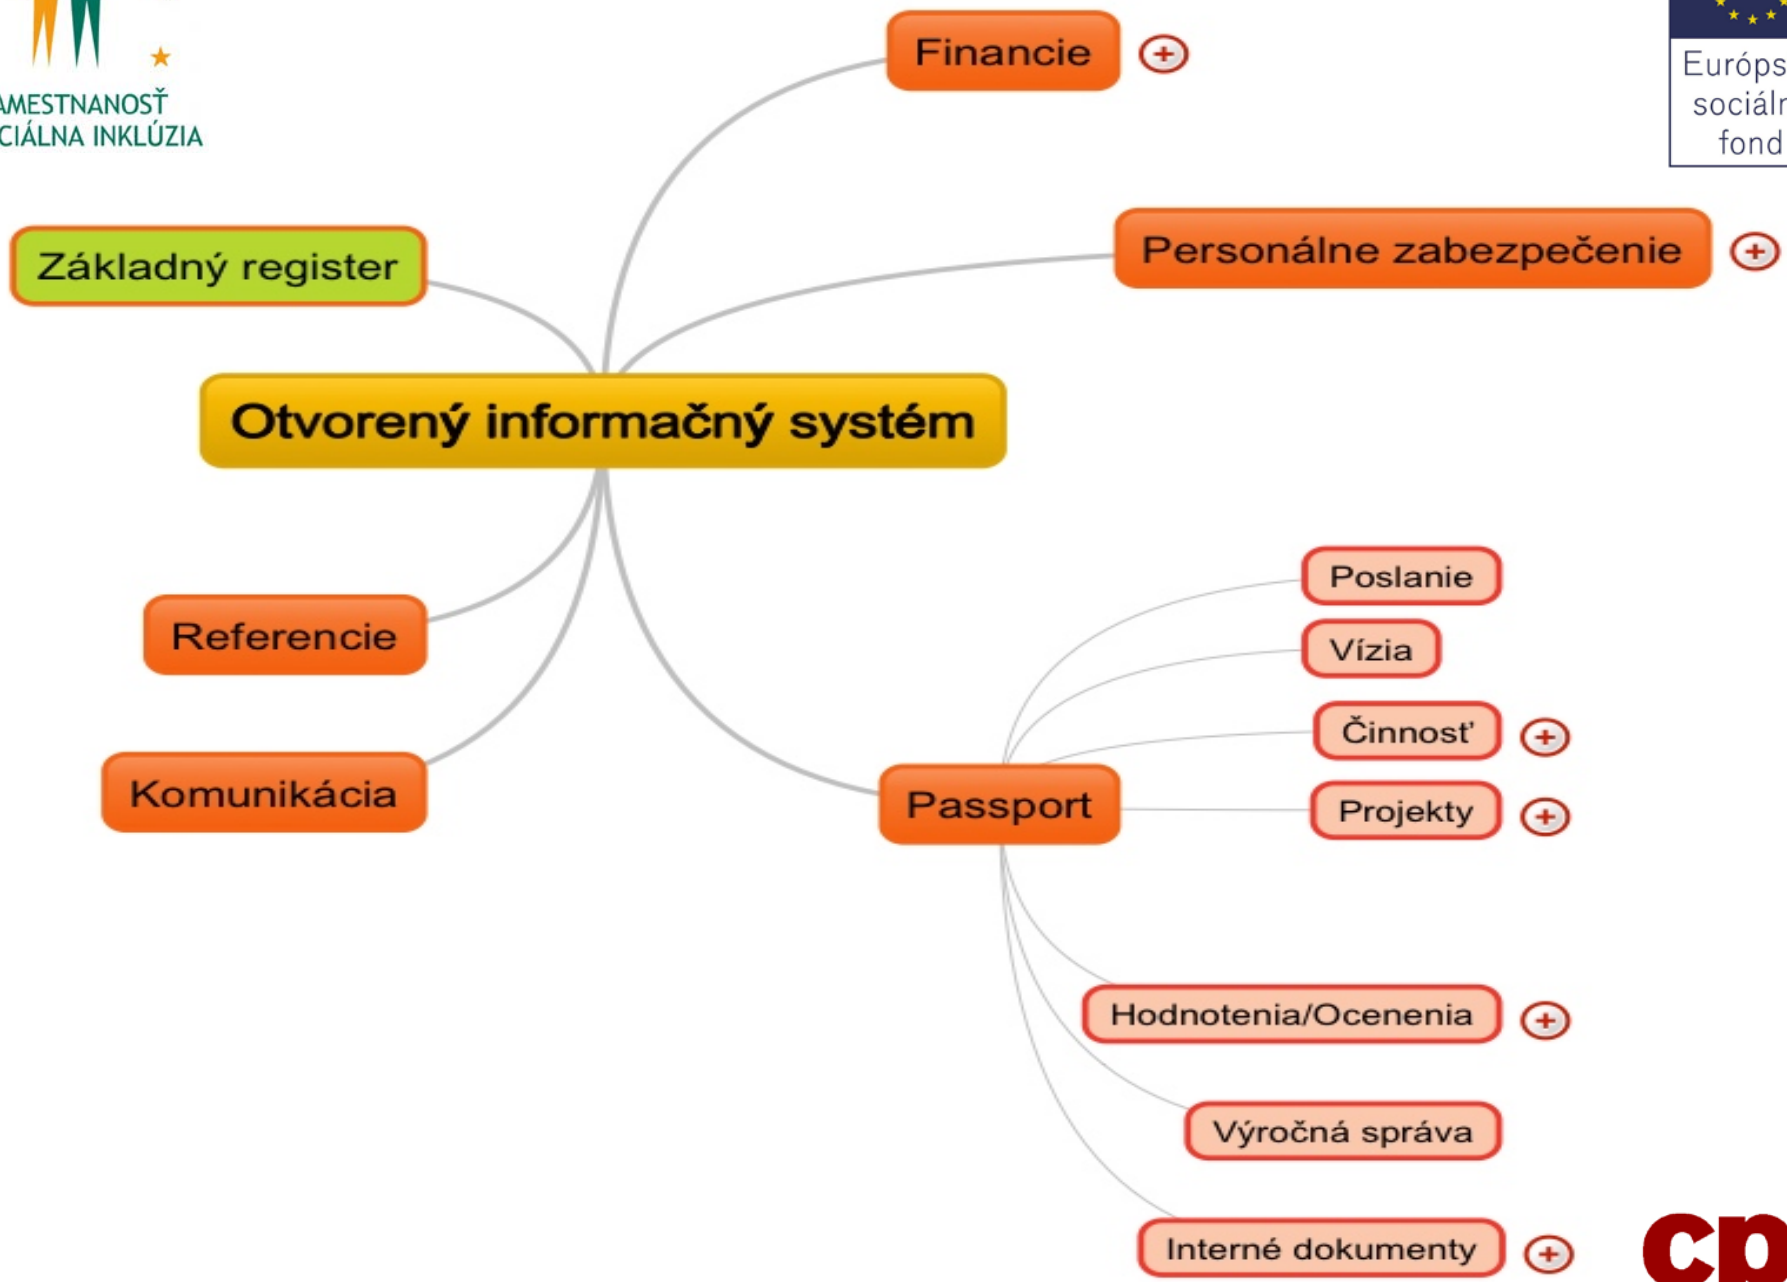 Financie
AMESTNANOSŤ
CIÁLNA INKLÚZIA
Európs
sociáln
fond
Personálne zabezpečenie
Základný register
Otvorený informačný systém
Referencie
Komunikácia
Passport
Poslanie
Vízia
Činnosť
Projekty
Hodnotenia/Ocenenia
Výročná správa
Interné dokumenty